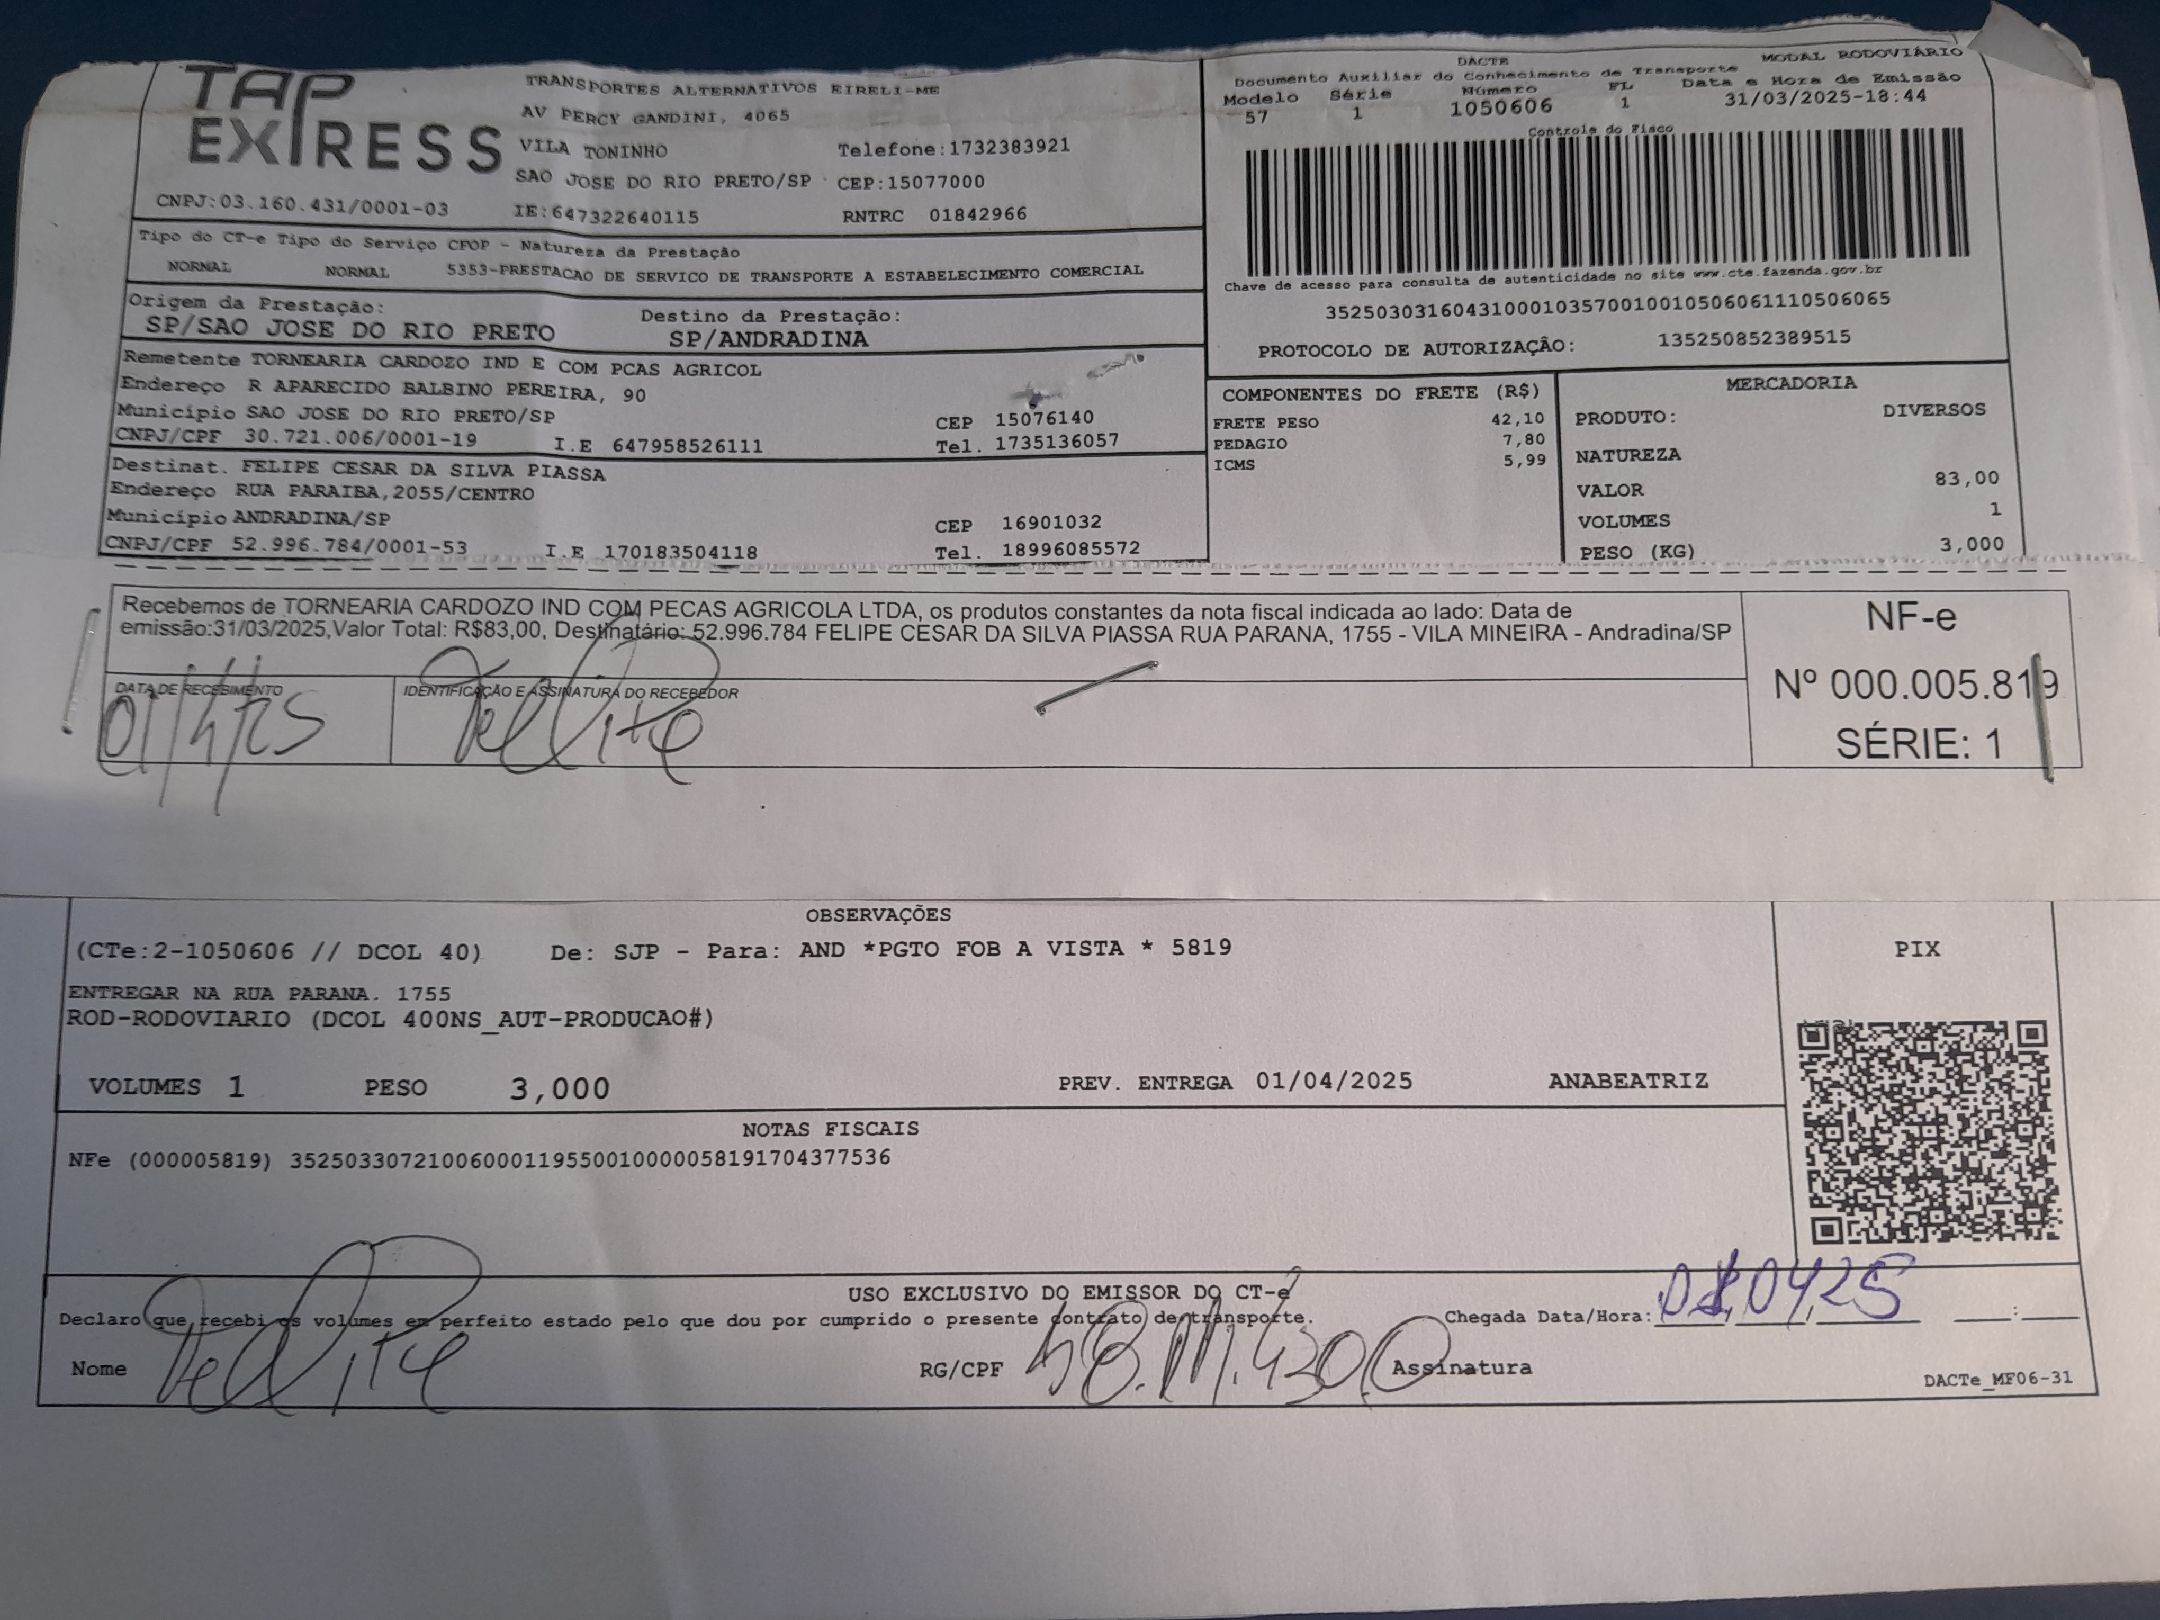 TAP EXPRESS
TRANSPORTES ALTERNATIVOS EIRELI-ME
AV PERCY GANDINI, 4065
VILA TONINHO Telefone:1732383921
SAO JOSE DO RIO PRETO/SP CEP:15077000
CNPJ:03.160.431/0001-03 IE:647322640115 RNTRC 01842966
Tipo do CT-e Tipo do Serviço CFOP - Natureza da Prestação
NORMAL NORMAL 5353-PRESTACAO DE SERVICO DE TRANSPORTE A ESTABELECIMENTO COMERCIAL
Origem da Prestação: Destino da Prestação:
SP/SAO JOSE DO RIO PRETO SP/ANDRADINA
Remetente TORNEARIA CARDOZO IND E COM PCAS AGRICOL
Endereço R APARECIDO BALBINO PEREIRA, 90
Município SAO JOSE DO RIO PRETO/SP CEP 15076140
CNPJ/CPF 30.721.006/0001-19 I.E 647958526111 Tel. 1735136057
Destinat. FELIPE CESAR DA SILVA PIASSA
Endereço RUA PARAIBA,2055/CENTRO
Município ANDRADINA/SP CEP 16901032
CNPJ/CPF 52.996.784/0001-53 I.E 170183504118 Tel. 18996085572
DACTE MODAL RODOVIÁRIO
Documento Auxiliar do Conhecimento de Transporte
Modelo Série Número FL Data e Hora de Emissão
57 1 1050606 1 31/03/2025-18:44
Controle do Fisco
Chave de acesso para consulta de autenticidade no site www.cte.fazenda.gov.br
35250303160431000103570010010506061110506065
PROTOCOLO DE AUTORIZAÇÃO: 135250852389515
COMPONENTES DO FRETE (R$)
FRETE PESO 42,10
PEDAGIO 7,80
ICMS 5,99
MERCADORIA
PRODUTO: DIVERSOS
NATUREZA
VALOR 83,00
VOLUMES 1
PESO (KG) 3,000
Recebemos de TORNEARIA CARDOZO IND COM PECAS AGRICOLA LTDA, os produtos constantes da nota fiscal indicada ao lado: Data de
emissão:31/03/2025,Valor Total: R$83,00, Destinatário: 52.996.784 FELIPE CESAR DA SILVA PIASSA RUA PARANA, 1755 - VILA MINEIRA - Andradina/SP
DATA DE RECEBIMENTO IDENTIFICAÇÃO E ASSINATURA DO RECEBEDOR
01/4/25
NF-e
Nº 000.005.819
SÉRIE: 1
OBSERVAÇÕES
(CTe:2-1050606 // DCOL 40) De: SJP - Para: AND *PGTO FOB A VISTA * 5819
ENTREGAR NA RUA PARANA. 1755
ROD-RODOVIARIO (DCOL 400NS_AUT-PRODUCAO#)
VOLUMES 1 PESO 3,000 PREV. ENTREGA 01/04/2025 ANABEATRIZ
PIX
NOTAS FISCAIS
NFe (000005819) 35250330721006000119550010000058191704377536
USO EXCLUSIVO DO EMISSOR DO CT-e
Declaro que recebi os volumes em perfeito estado pelo que dou por cumprido o presente contrato de transporte. Chegada Data/Hora:
Nome RG/CPF Assinatura
DACTe_MF06-31